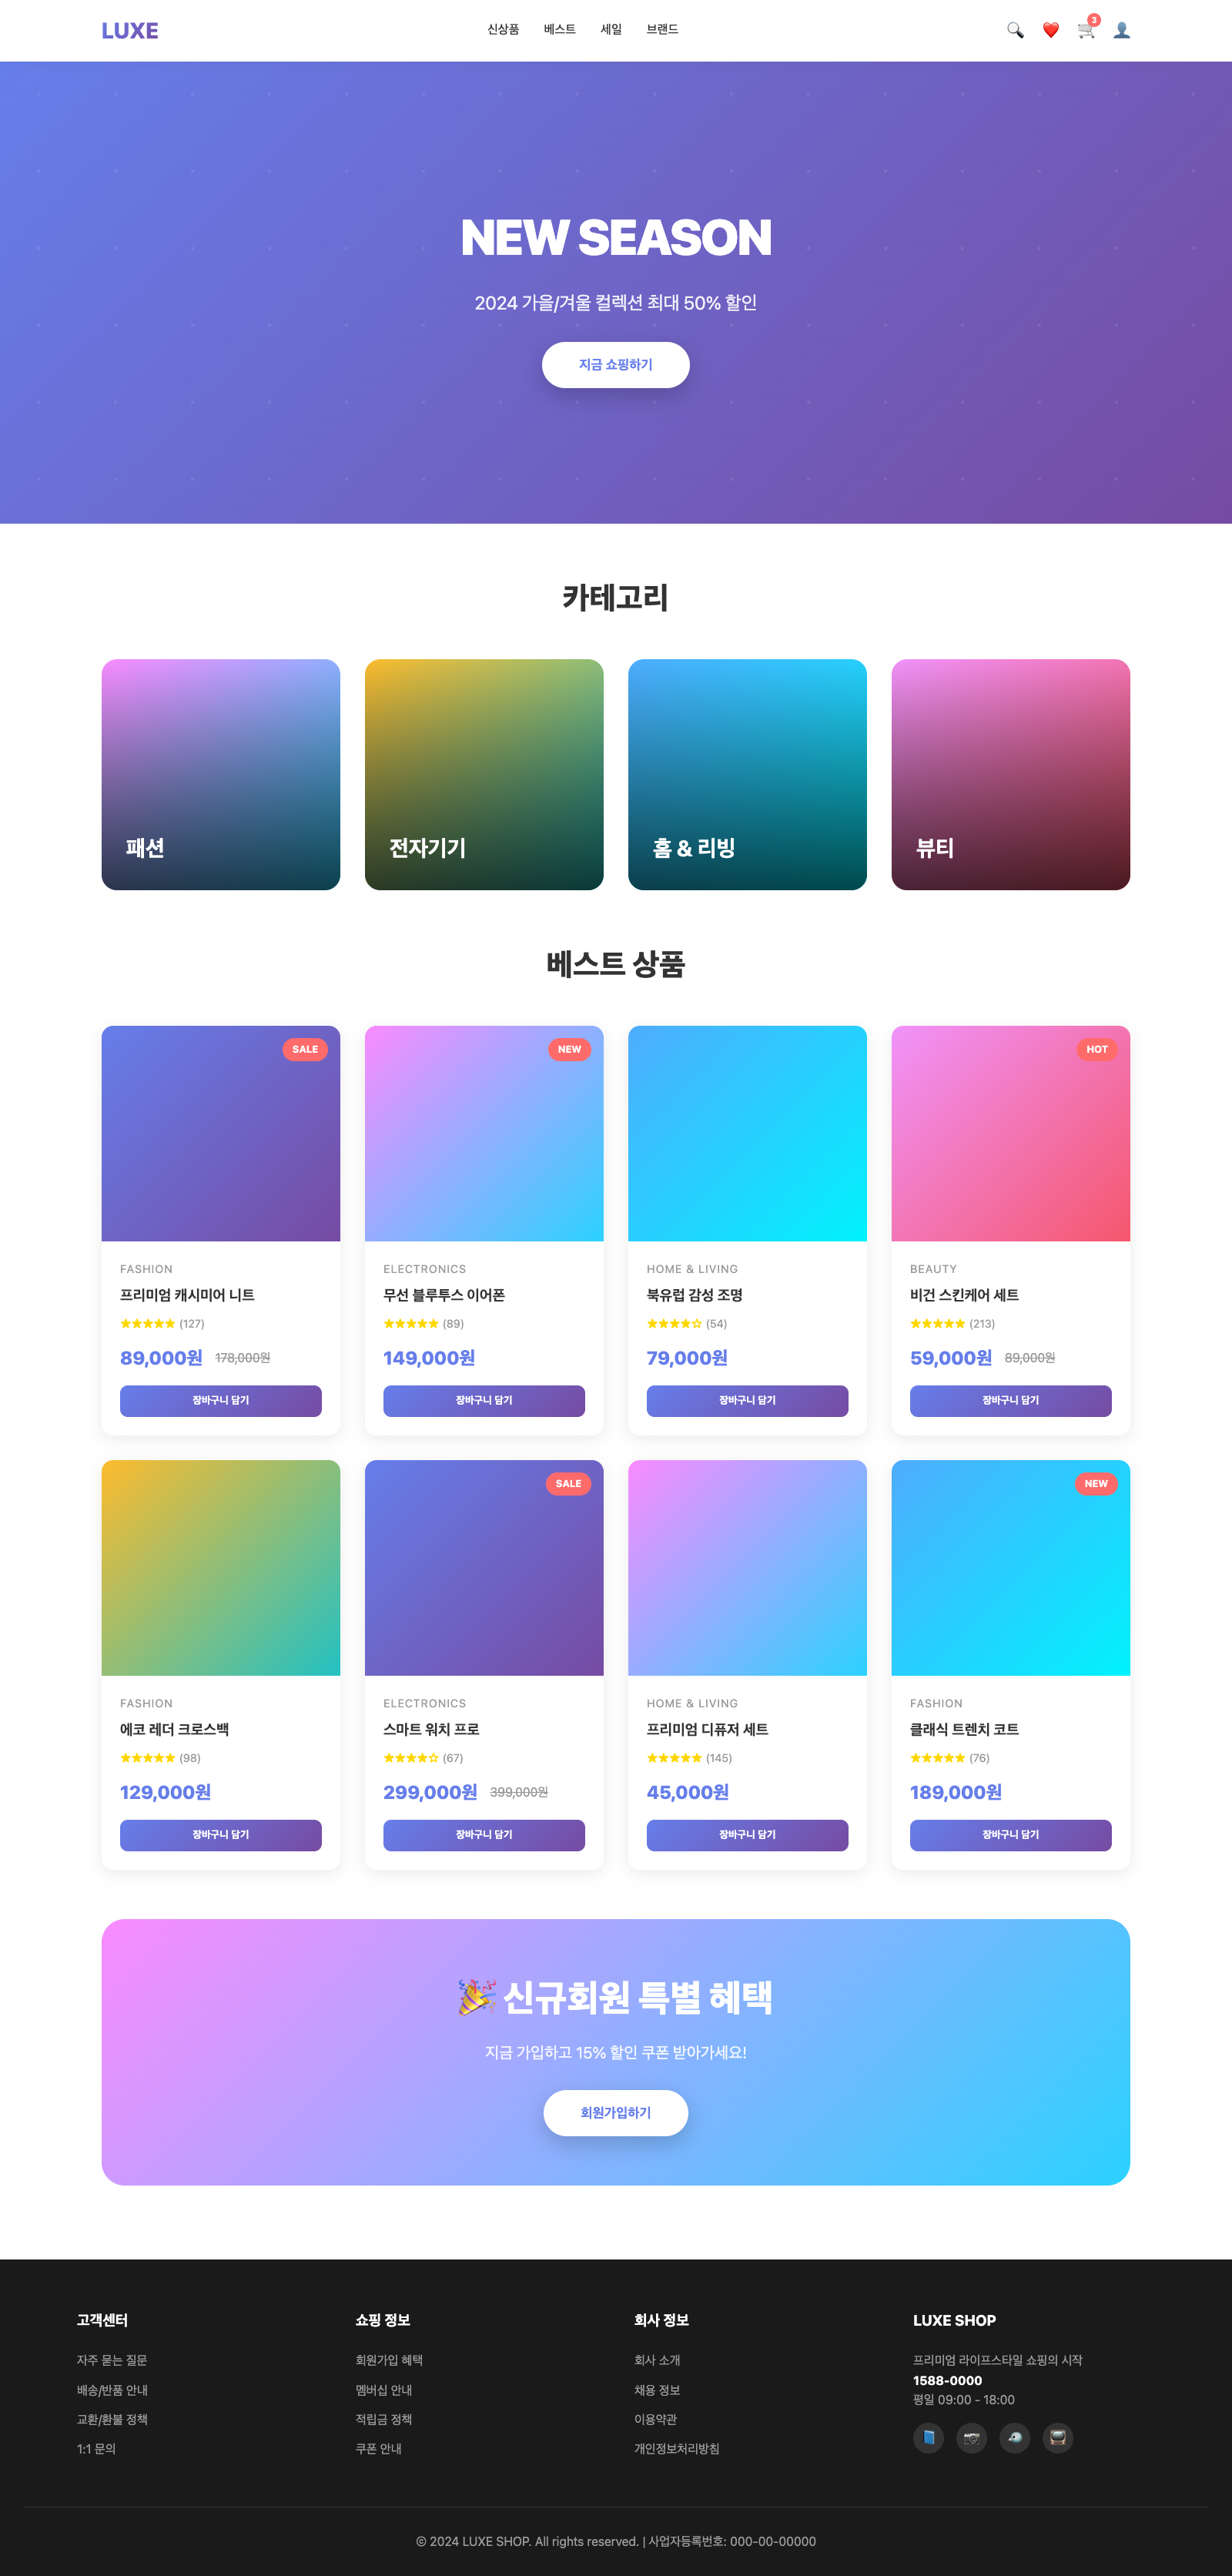 LUXE
신상품 베스트 세일 브랜드
3
NEW SEASON
2024 가을/겨울 컬렉션 최대 50% 할인
지금 쇼핑하기
카테고리
패션
전자기기
홈 & 리빙
뷰티
베스트 상품
SALE
FASHION
프리미엄 캐시미어 니트
★★★★★ (127)
89,000원 178,000원
장바구니 담기
NEW
ELECTRONICS
무선 블루투스 이어폰
★★★★★ (89)
149,000원
장바구니 담기
HOME & LIVING
북유럽 감성 조명
★★★★☆ (54)
79,000원
장바구니 담기
HOT
BEAUTY
비건 스킨케어 세트
★★★★★ (213)
59,000원 89,000원
장바구니 담기
FASHION
에코 레더 크로스백
★★★★★ (98)
129,000원
장바구니 담기
SALE
ELECTRONICS
스마트 워치 프로
★★★★☆ (67)
299,000원 399,000원
장바구니 담기
HOME & LIVING
프리미엄 디퓨저 세트
★★★★★ (145)
45,000원
장바구니 담기
NEW
FASHION
클래식 트렌치 코트
★★★★★ (76)
189,000원
장바구니 담기
🎉 신규회원 특별 혜택
지금 가입하고 15% 할인 쿠폰 받아가세요!
회원가입하기
고객센터
자주 묻는 질문
배송/반품 안내
교환/환불 정책
1:1 문의
쇼핑 정보
회원가입 혜택
멤버십 안내
적립금 정책
쿠폰 안내
회사 정보
회사 소개
채용 정보
이용약관
개인정보처리방침
LUXE SHOP
프리미엄 라이프스타일 쇼핑의 시작
1588-0000
평일 09:00 - 18:00
© 2024 LUXE SHOP. All rights reserved. | 사업자등록번호: 000-00-00000